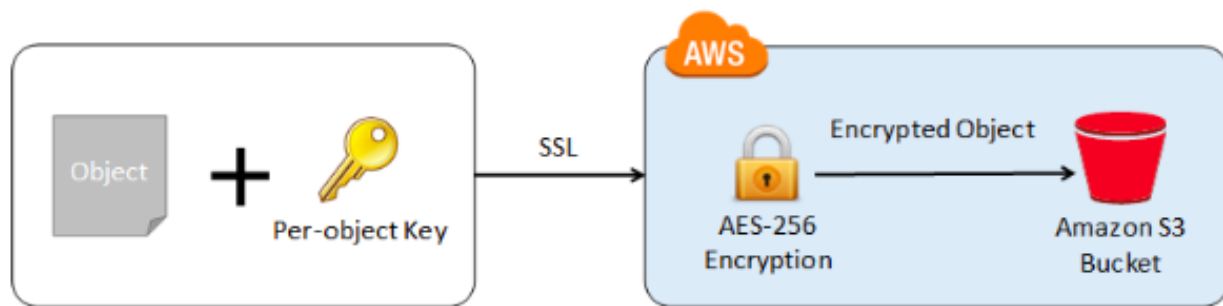 AWS
Object
Per-object Key
SSL
Encrypted Object
AES-256
Encryption
Amazon S3
Bucket